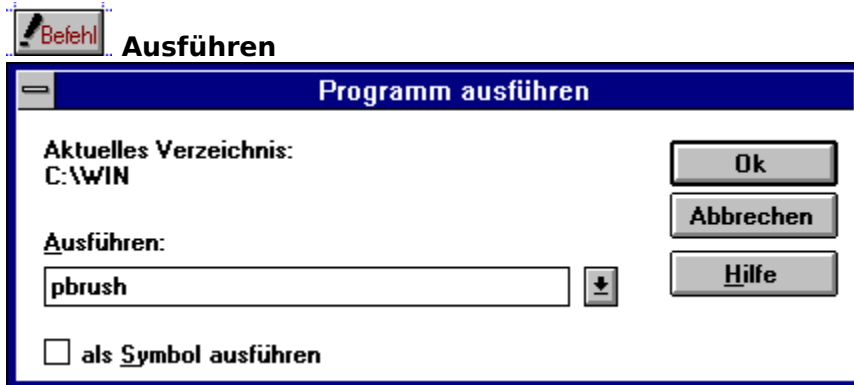 Befehl Ausführen
Programm ausführen
Aktuelles Verzeichnis:
C:\WIN
Ok
Abbrechen
Ausführen:
pbrush
Hilfe
als Symbol ausführen